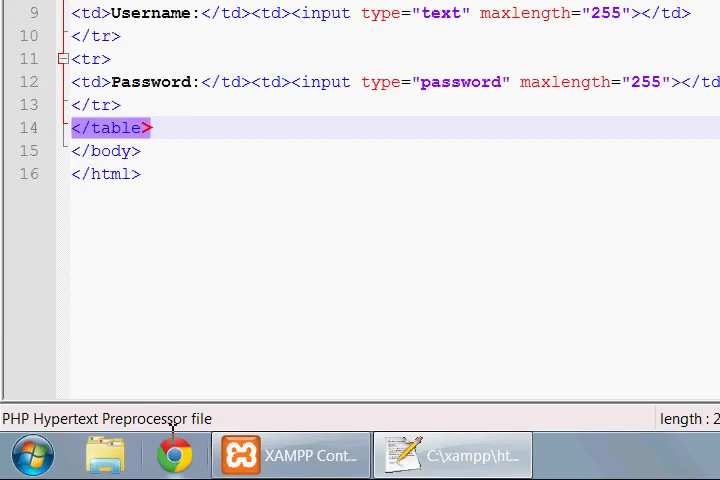 9 <td>Username:</td><td><input type="text" maxlength="255"></td>
10 </tr>
11 <tr>
12 <td>Password:</td><td><input type="password" maxlength="255"></td
13 </tr>
14 </table>
15 </body>
16 </html>
PHP Hypertext Preprocessor file length : 2
XAMPP Cont... C:\xampp\ht...